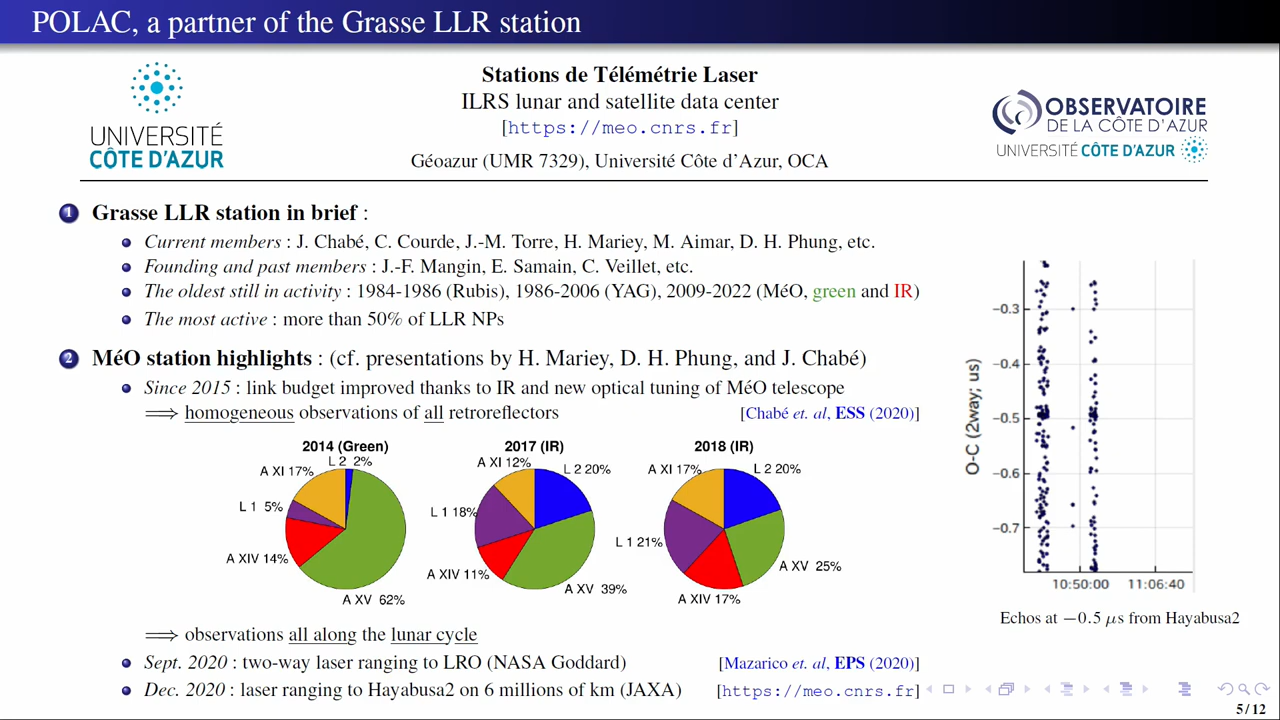 POLAC, a partner of the Grasse LLR station
UNIVERSITÉ
CÔTE D'AZUR
Stations de Télémétrie Laser
ILRS lunar and satellite data center
[https://meo.cnrs.fr]
Géoazur (UMR 7329), Université Côte d'Azur, OCA
OBSERVATOIRE
DE LA CÔTE D'AZUR
UNIVERSITÉ CÔTE D'AZUR
1 Grasse LLR station in brief :
Current members : J. Chabé, C. Courde, J.-M. Torre, H. Mariey, M. Aimar, D. H. Phung, etc.
Founding and past members : J.-F. Mangin, E. Samain, C. Veillet, etc.
The oldest still in activity : 1984-1986 (Rubis), 1986-2006 (YAG), 2009-2022 (MéO, green and IR)
The most active : more than 50% of LLR NPs
2 MéO station highlights : (cf. presentations by H. Mariey, D. H. Phung, and J. Chabé)
Since 2015 : link budget improved thanks to IR and new optical tuning of MéO telescope
⟹ homogeneous observations of all retroreflectors [Chabé et. al, ESS (2020)]
2014 (Green)
L 2 2%
A XI 17%
L 1 5%
A XIV 14%
A XV 62%
2017 (IR)
A XI 12%
L 2 20%
L 1 18%
A XIV 11%
A XV 39%
2018 (IR)
A XI 17%
L 2 20%
L 1 21%
A XV 25%
A XIV 17%
⟹ observations all along the lunar cycle
Sept. 2020 : two-way laser ranging to LRO (NASA Goddard) [Mazarico et. al, EPS (2020)]
Dec. 2020 : laser ranging to Hayabusa2 on 6 millions of km (JAXA) [https://meo.cnrs.fr]
O-C (2way; us)
−0.3
−0.4
−0.5
−0.6
−0.7
10:50:00 11:06:40
Echos at −0.5 μs from Hayabusa2
5 / 12